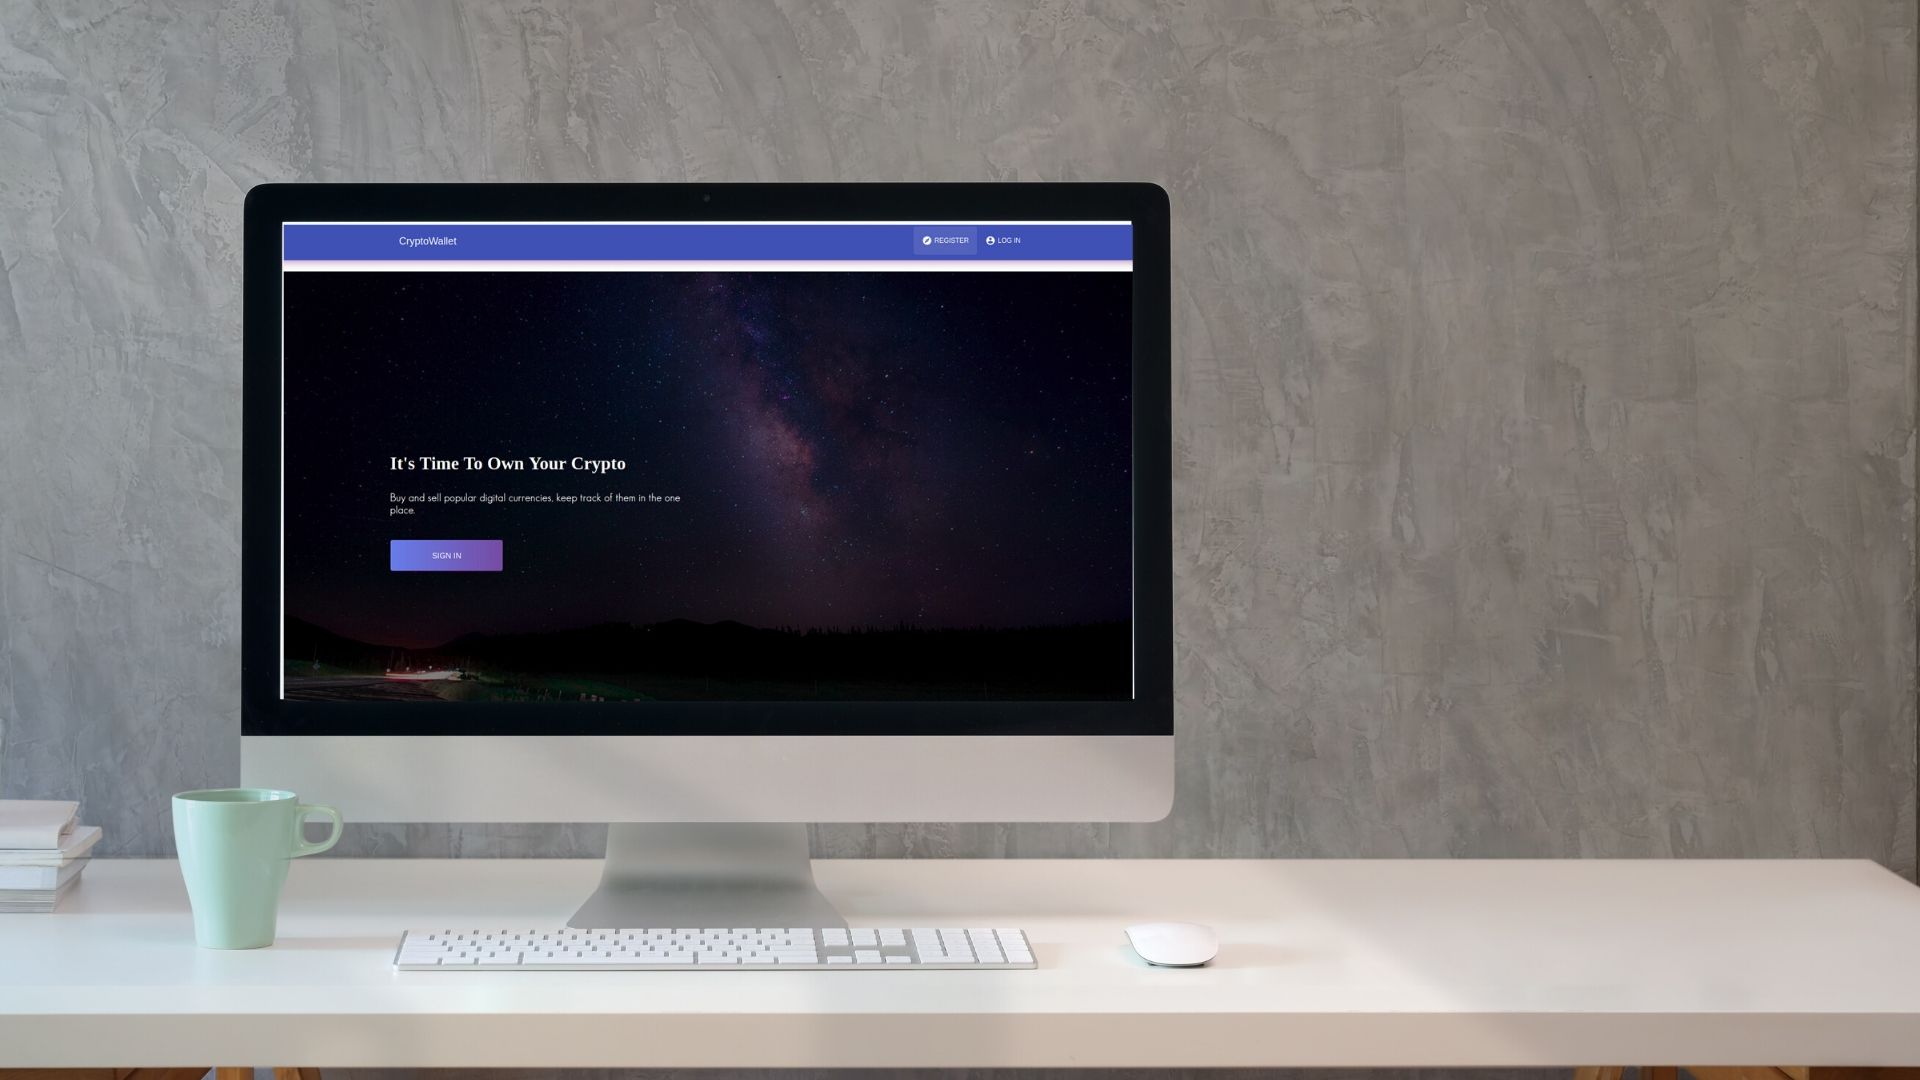 CryptoWallet
REGISTER
LOG IN
It's Time To Own Your Crypto
Buy and sell popular digital currencies, keep track of them in the one
place.
SIGN IN